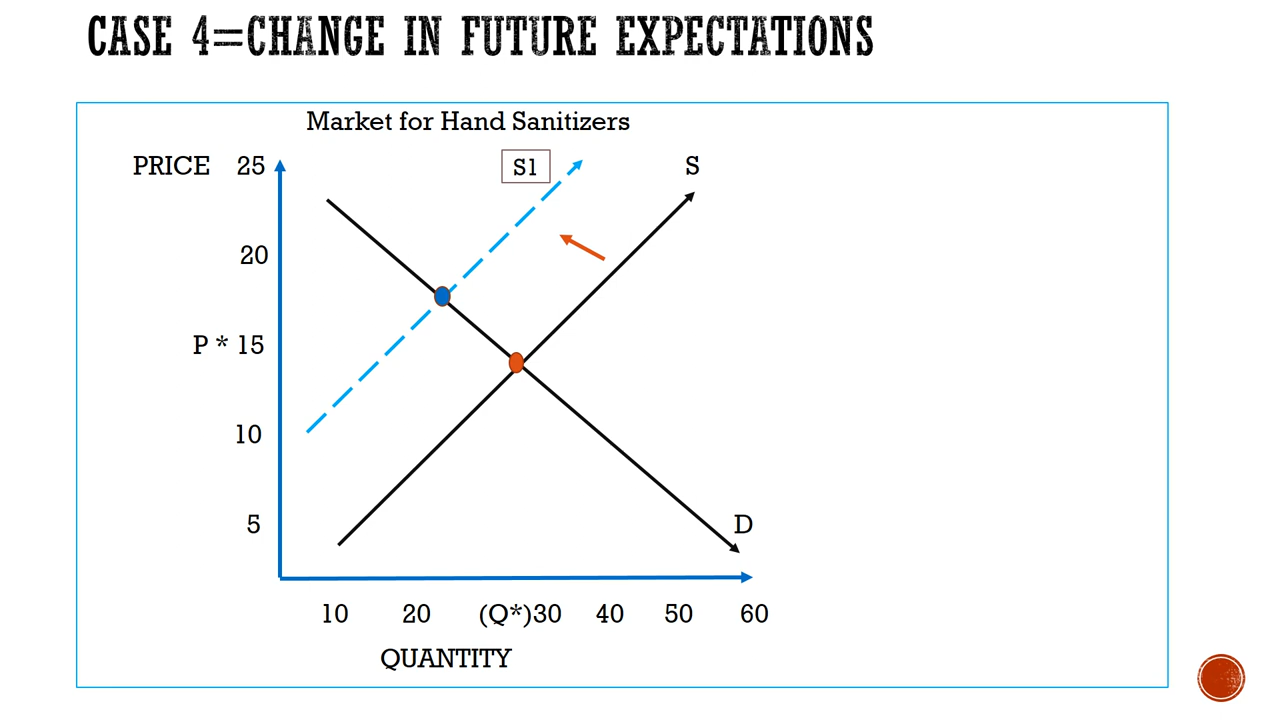 CASE 4=CHANGE IN FUTURE EXPECTATIONS
Market for Hand Sanitizers
PRICE 25
S1
S
20
P * 15
10
5
D
10 20 (Q*)30 40 50 60
QUANTITY